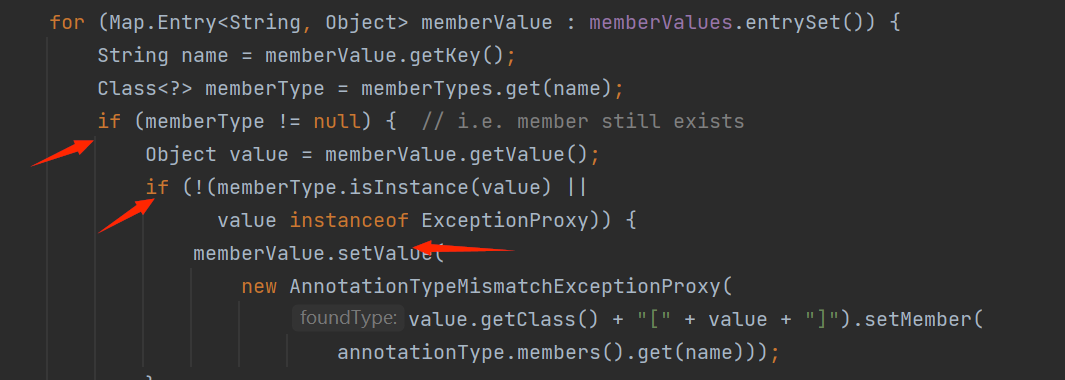 for (Map.Entry<String, Object> memberValue : memberValues.entrySet()) {
String name = memberValue.getKey();
Class<?> memberType = memberTypes.get(name);
if (memberType != null) {  // i.e. member still exists
Object value = memberValue.getValue();
if (!(memberType.isInstance(value) ||
value instanceof ExceptionProxy)) {
memberValue.setValue(
new AnnotationTypeMismatchExceptionProxy(
foundType: value.getClass() + "[" + value + "]").setMember(
annotationType.members().get(name)));
}